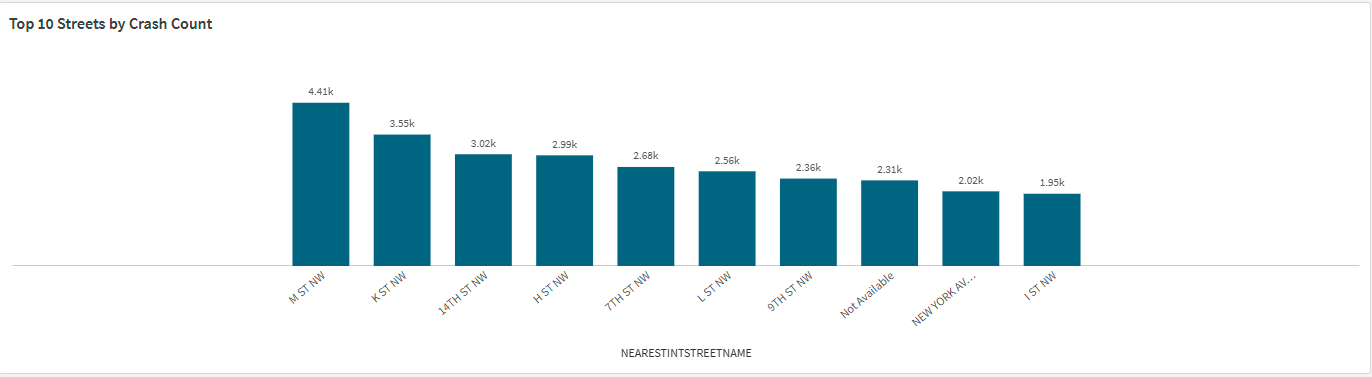 Top 10 Streets by Crash Count
4.41k
3.55k
3.02k
2.99k
2.68k
2.56k
2.36k
2.31k
2.02k
1.95k
M ST NW
K ST NW
14TH ST NW
H ST NW
7TH ST NW
L ST NW
9TH ST NW
Not Available
NEW YORK AV...
I ST NW
NEARESTINTSTREETNAME